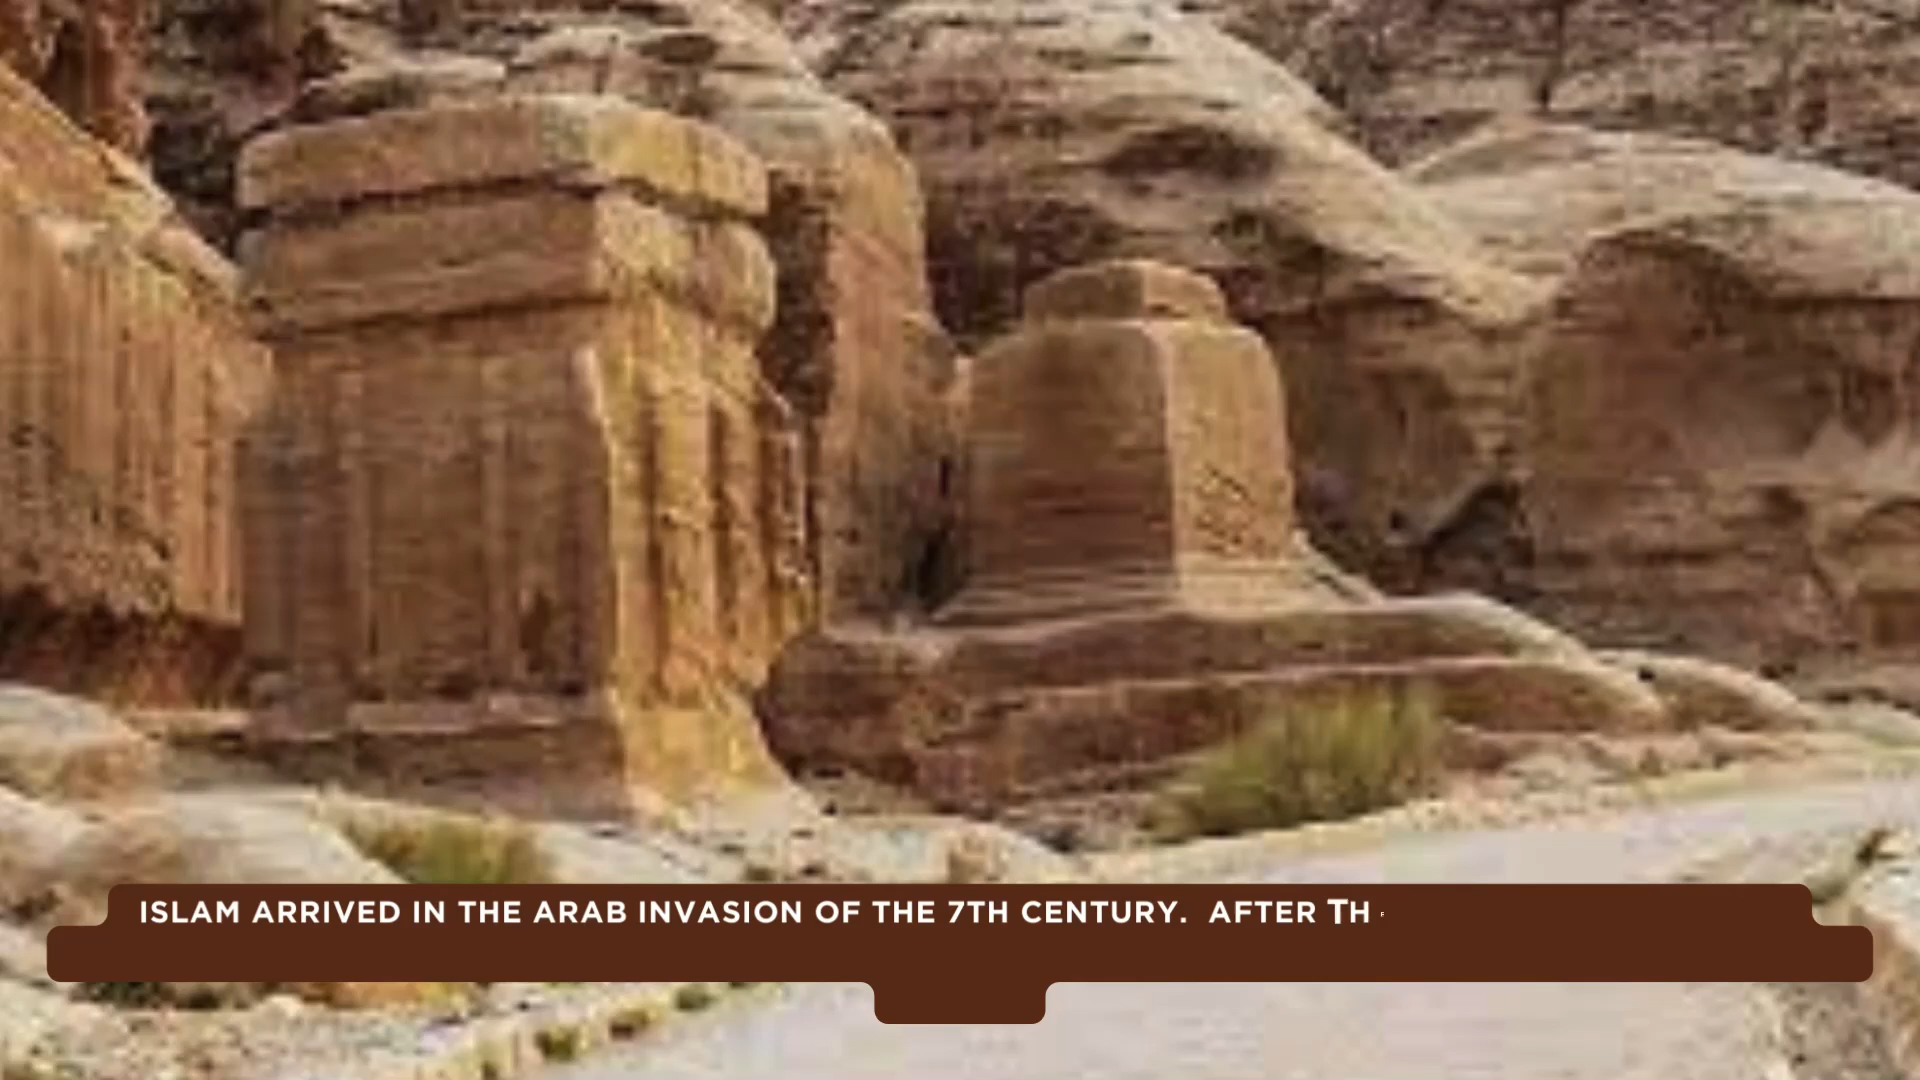 ISLAM ARRIVED IN THE ARAB INVASION OF THE 7TH CENTURY. AFTER TH